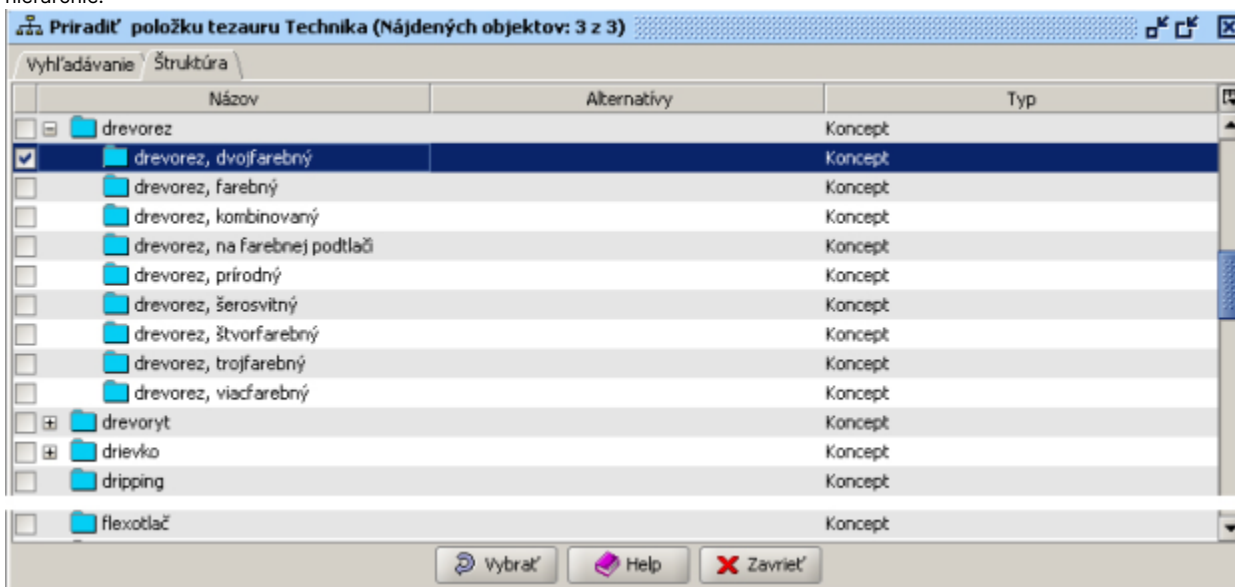 Priradiť položku tezauru Technika (Nájdených objektov: 3 z 3)
Vyhľadávanie Štruktúra
Názov Alternatívy Typ
drevorez Koncept
drevorez, dvojfarebný Koncept
drevorez, farebný Koncept
drevorez, kombinovaný Koncept
drevorez, na farebnej podtlači Koncept
drevorez, prírodný Koncept
drevorez, šerosvitný Koncept
drevorez, štvorfarebný Koncept
drevorez, trojfarebný Koncept
drevorez, viacfarebný Koncept
drevoryt Koncept
drievko Koncept
dripping Koncept
flexotlač Koncept
Vybrať Help Zavrieť